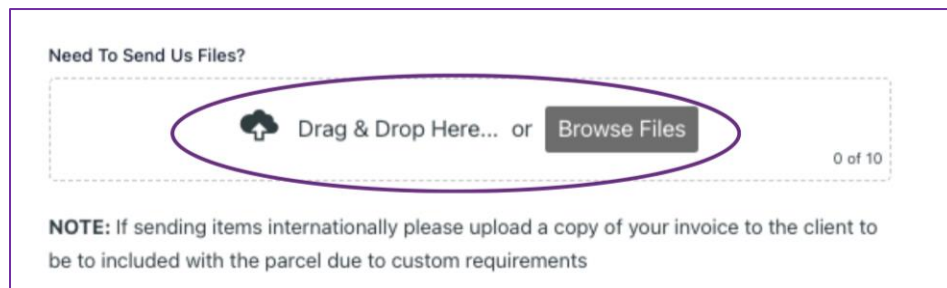 Need To Send Us Files?
Drag & Drop Here... or Browse Files
0 of 10
NOTE: If sending items internationally please upload a copy of your invoice to the client to
be to included with the parcel due to custom requirements